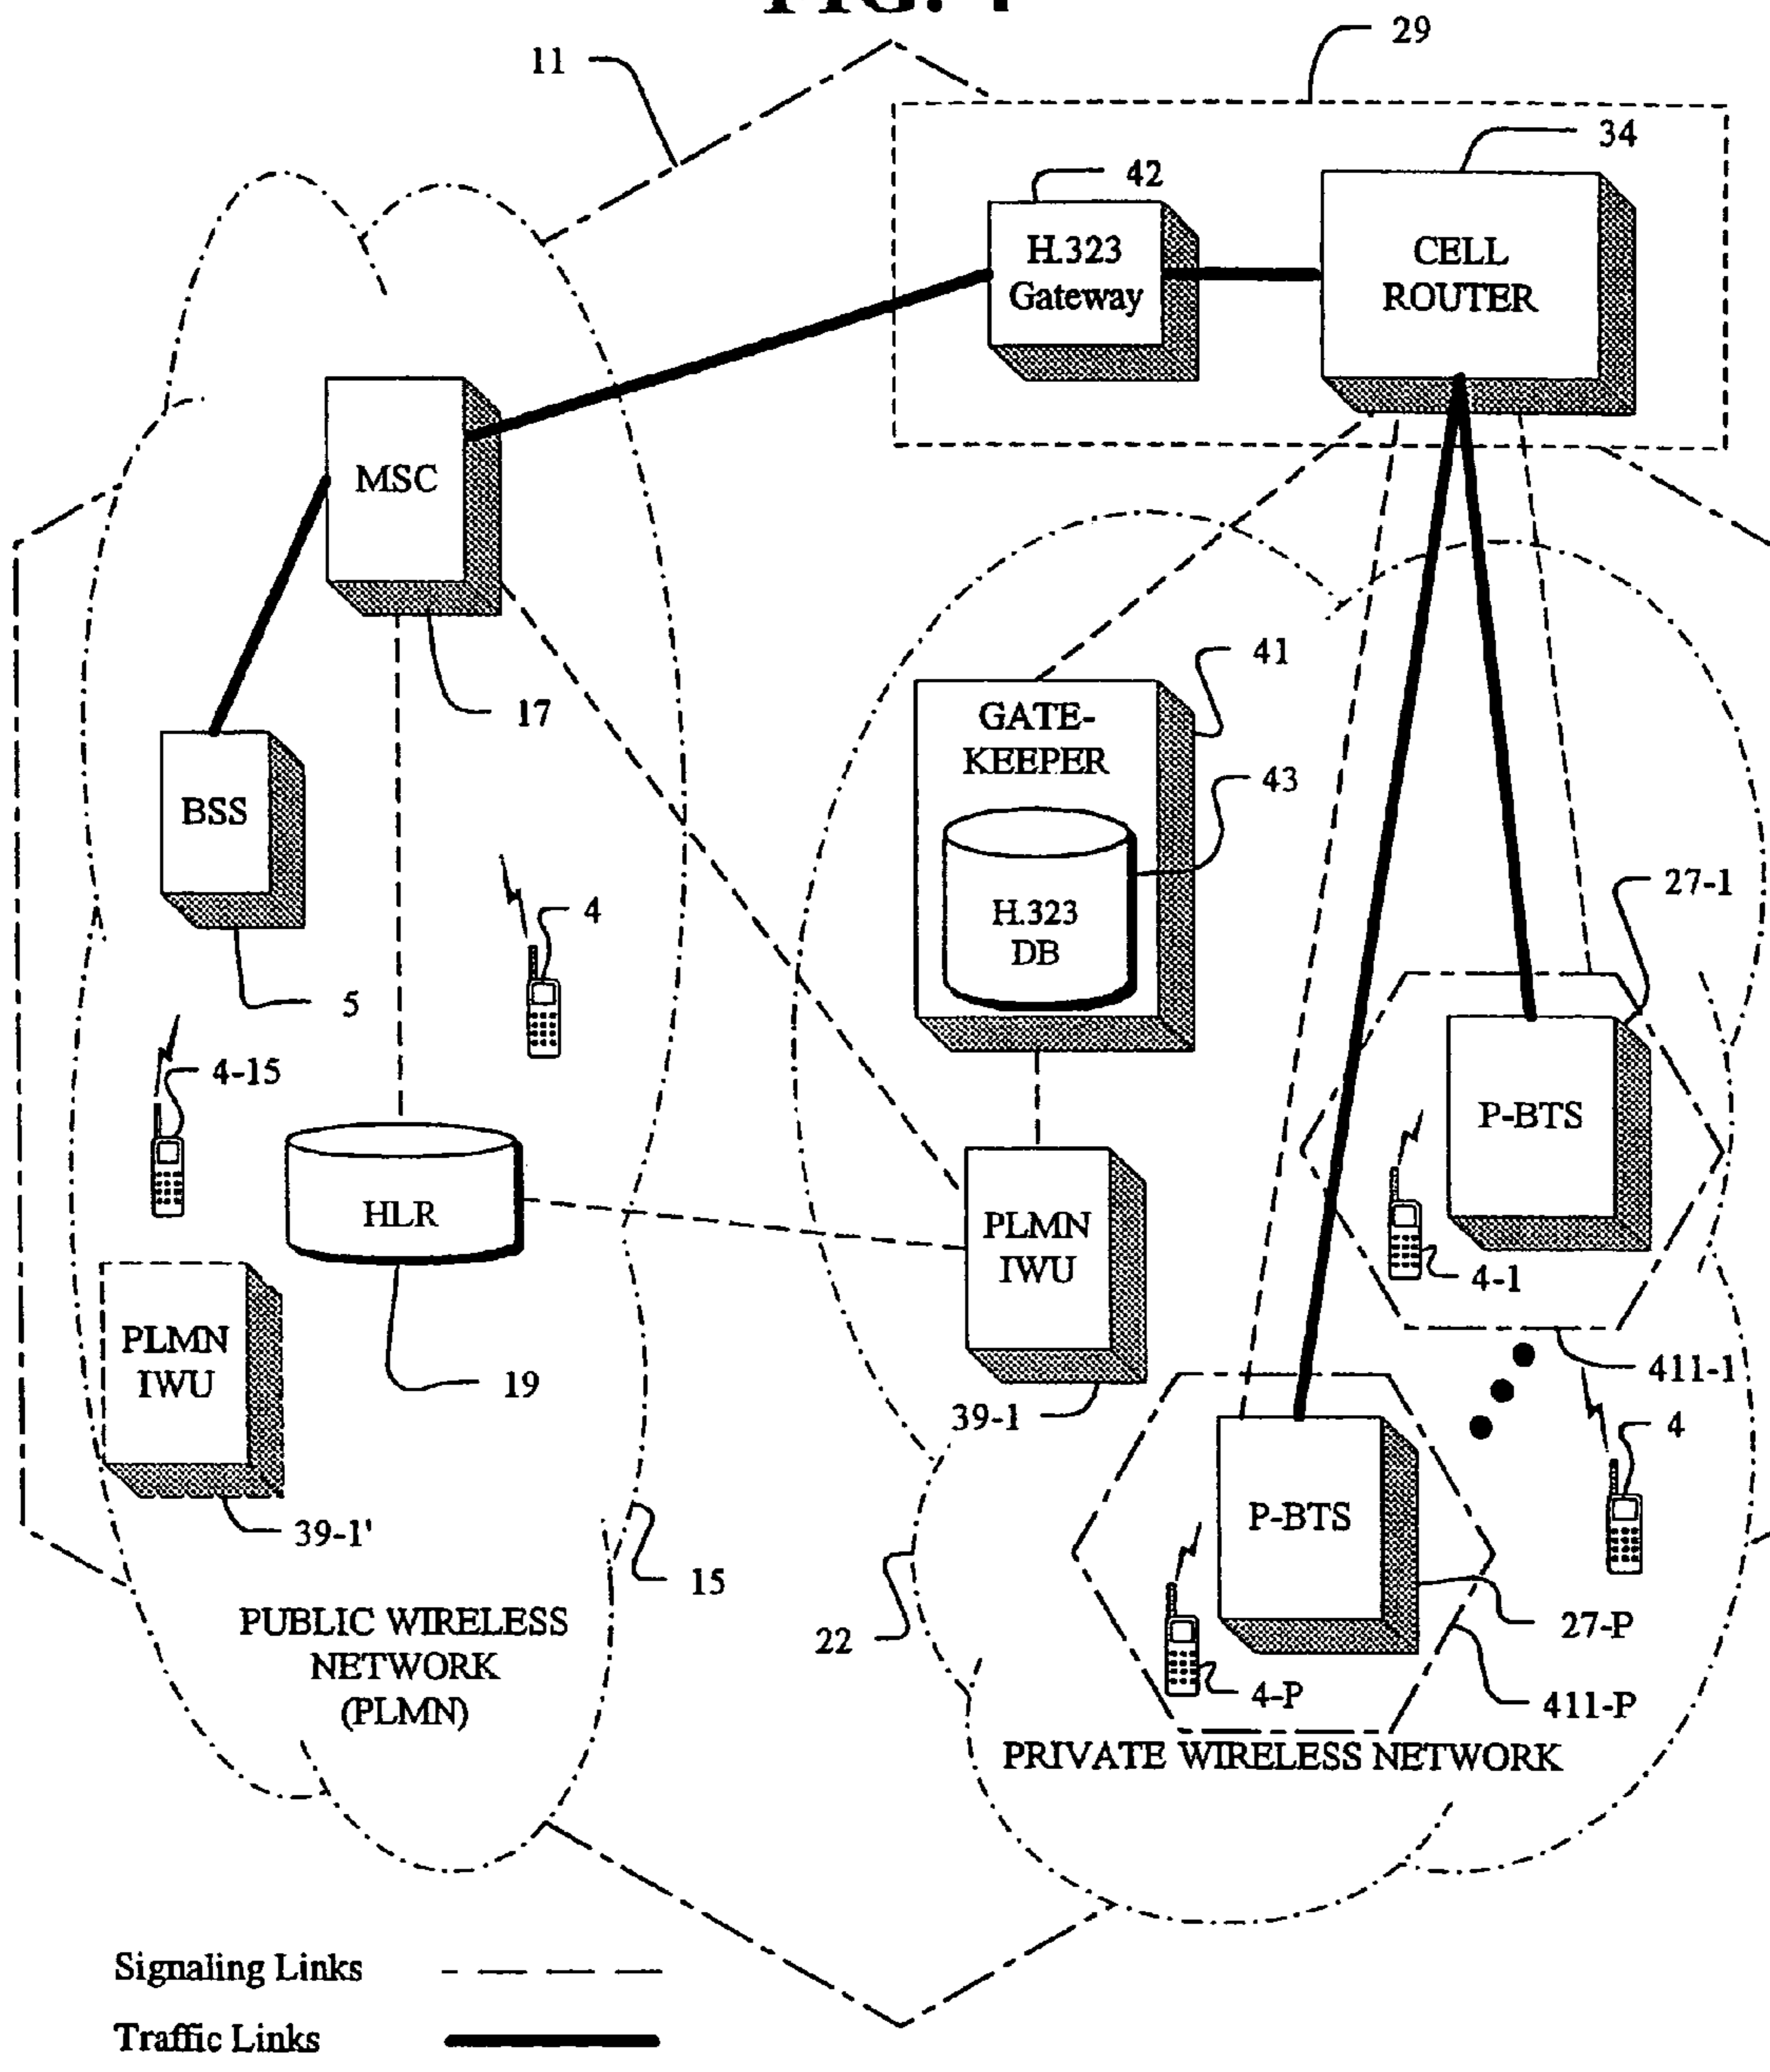 11
29
34
42
H.323
Gateway
CELL
ROUTER
MSC
17
41
GATE-
KEEPER
43
H.323
DB
BSS
5
4
4-15
27-1
P-BTS
4-1
411-1
HLR
19
PLMN
IWU
39-1
PLMN
IWU
39-1'
4
P-BTS
27-P
4-P
411-P
15
22
PUBLIC WIRELESS
NETWORK
(PLMN)
PRIVATE WIRELESS NETWORK
Signaling Links
Traffic Links